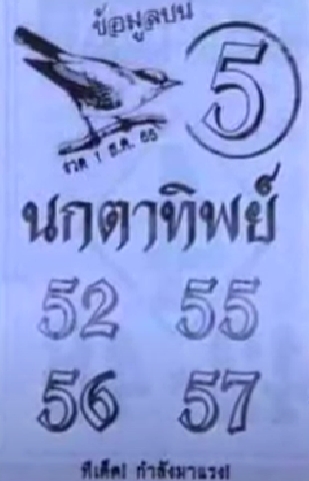 ข้อมูลบน
5
งวด 1 ส.ค. 65
นกตาทิพย์
52 55
56 57
ทีเด็ด! กำลังมาแรง!